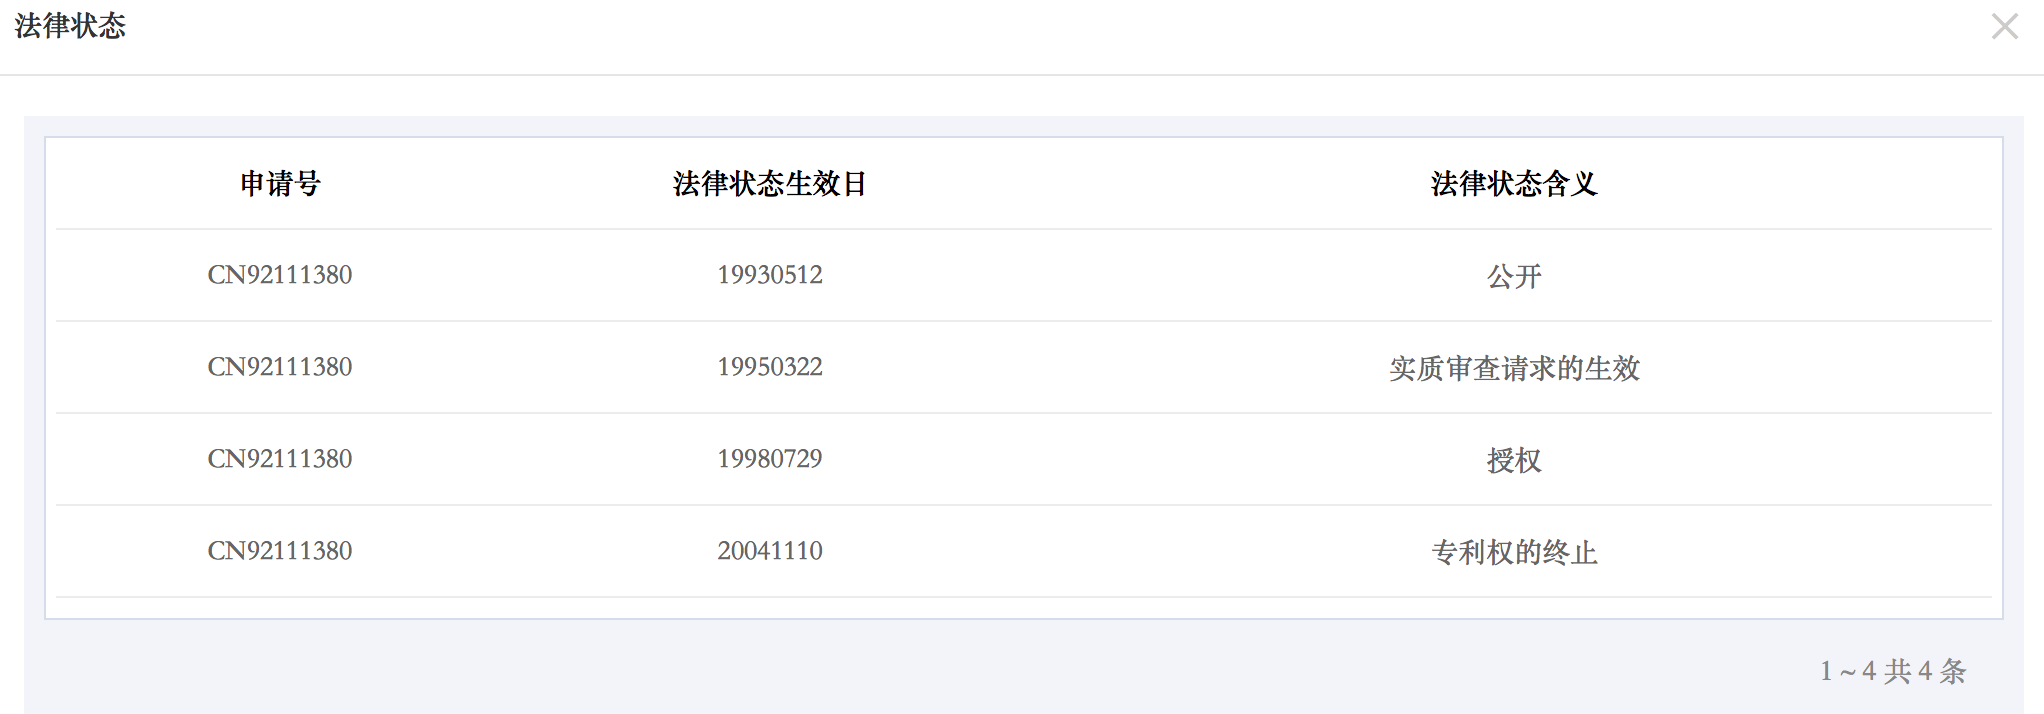 法律状态
申请号 法律状态生效日 法律状态含义
CN92111380 19930512 公开
CN92111380 19950322 实质审查请求的生效
CN92111380 19980729 授权
CN92111380 20041110 专利权的终止
1 ~ 4 共 4 条